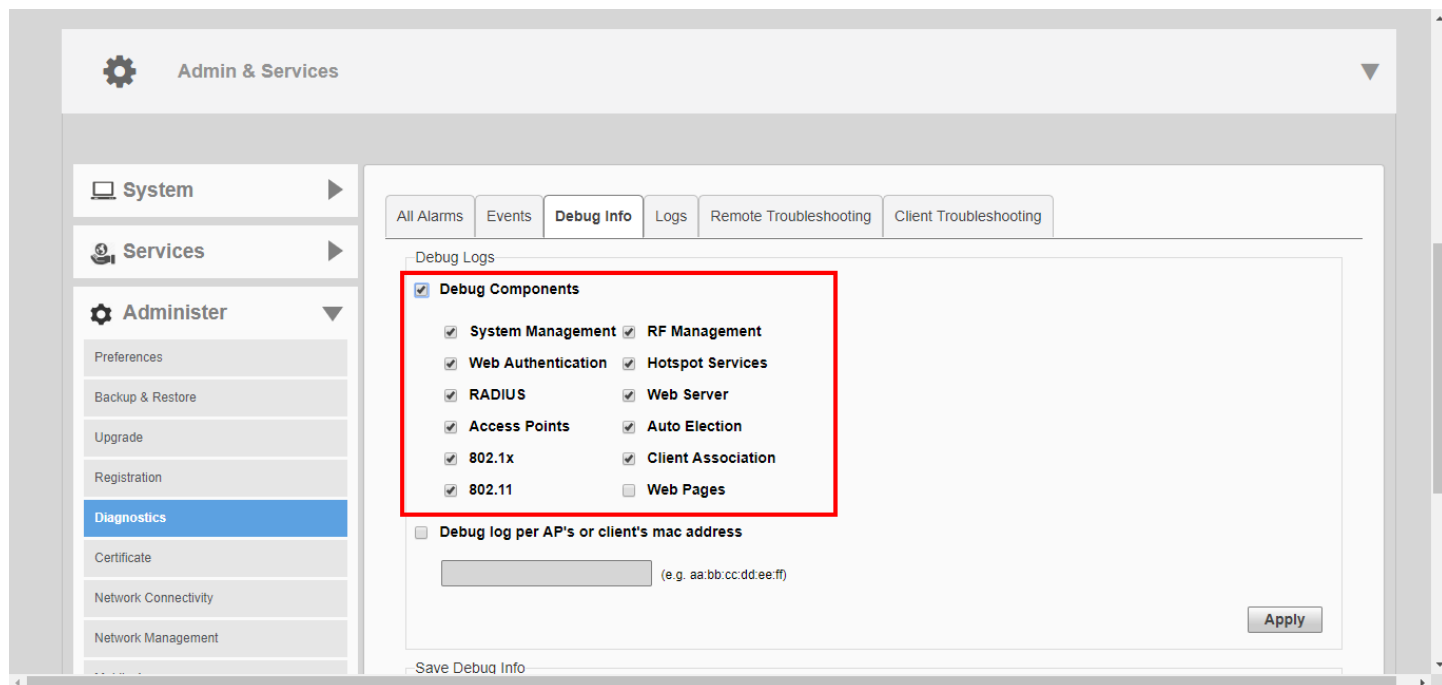 Admin & Services
System
Services
Administer
Preferences
Backup & Restore
Upgrade
Registration
Diagnostics
Certificate
Network Connectivity
Network Management
All Alarms Events Debug Info Logs Remote Troubleshooting Client Troubleshooting
Debug Logs
Debug Components
System Management RF Management
Web Authentication Hotspot Services
RADIUS Web Server
Access Points Auto Election
802.1x Client Association
802.11 Web Pages
Debug log per AP's or client's mac address
(e.g. aa:bb:cc:dd:ee:ff)
Apply
Save Debug Info